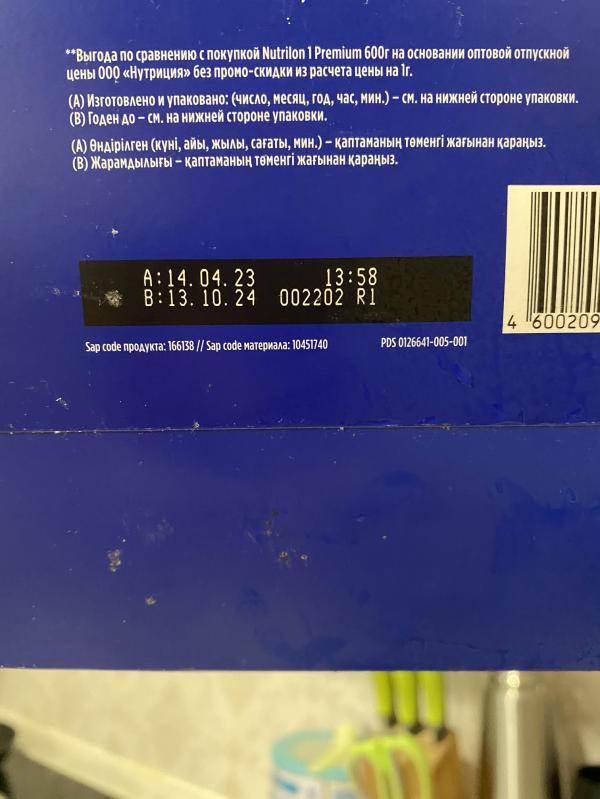 **Выгода по сравнению с покупкой Nutrilon 1 Premium 600г на основании оптовой отпускной
цены ООО «Нутриция» без промо-скидки из расчета цены на 1г.
(А) Изготовлено и упаковано: (число, месяц, год, час, мин.) – см. на нижней стороне упаковки.
(В) Годен до – см. на нижней стороне упаковки.
(А) Өндірілген (күні, айы, жылы, сағаты, мин.) – қаптаманың төменгі жағынан қараңыз.
(В) Жарамдылығы – қаптаманың төменгі жағынан қараңыз.
A:14.04.23 13:58
B:13.10.24 002202 R1
4 600209
Sap code продукта: 166138 // Sap code материала: 10451740 PDS 0126641-005-001